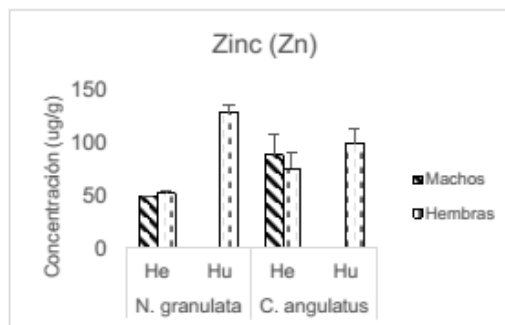 Zinc (Zn)
Concentración (ug/g)
150
100
50
0
He Hu He Hu
N. granulata C. angulatus
Machos
Hembras